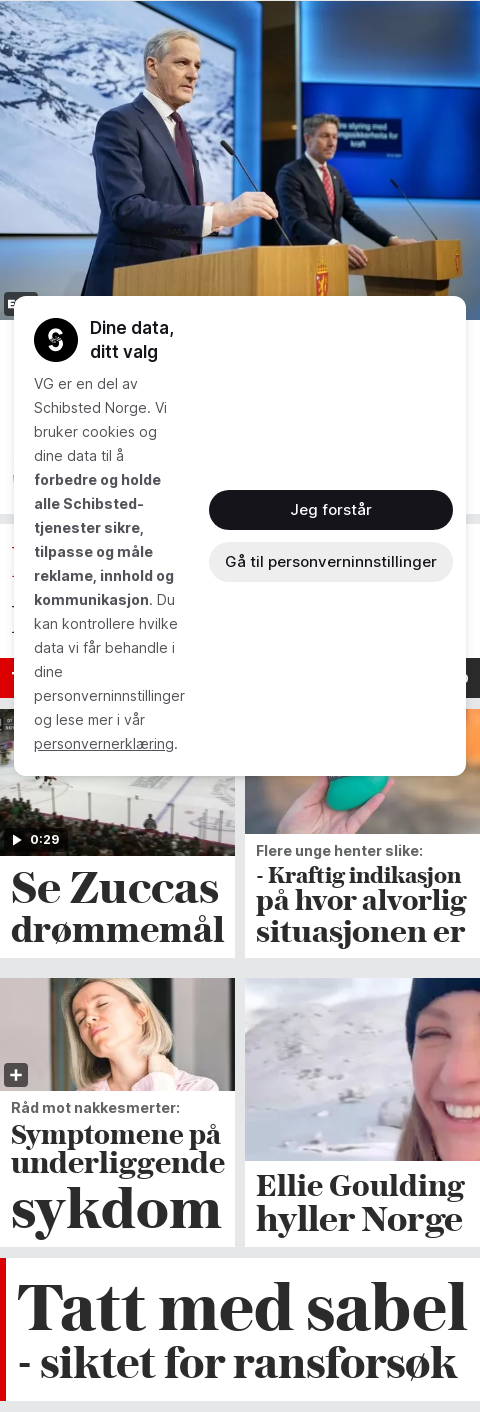 re styring med
kraft
Dine data,
ditt valg
VG er en del av
Schibsted Norge. Vi
bruker cookies og
dine data til å
forbedre og holde
alle Schibsted-
tjenester sikre,
tilpasse og måle
reklame, innhold og
kommunikasjon. Du
kan kontrollere hvilke
data vi får behandle i
dine
personverninnstillinger
og lese mer i vår
personvernerklæring.
Jeg forstår
Gå til personverninnstillinger
0:29
Se Zuccas
drømmemål
Flere unge henter slike:
- Kraftig indikasjon
på hvor alvorlig
situasjonen er
Råd mot nakkesmerter:
Symptomene på
underliggende
sykdom
Ellie Goulding
hyller Norge
Tatt med sabel
- siktet for ransforsøk